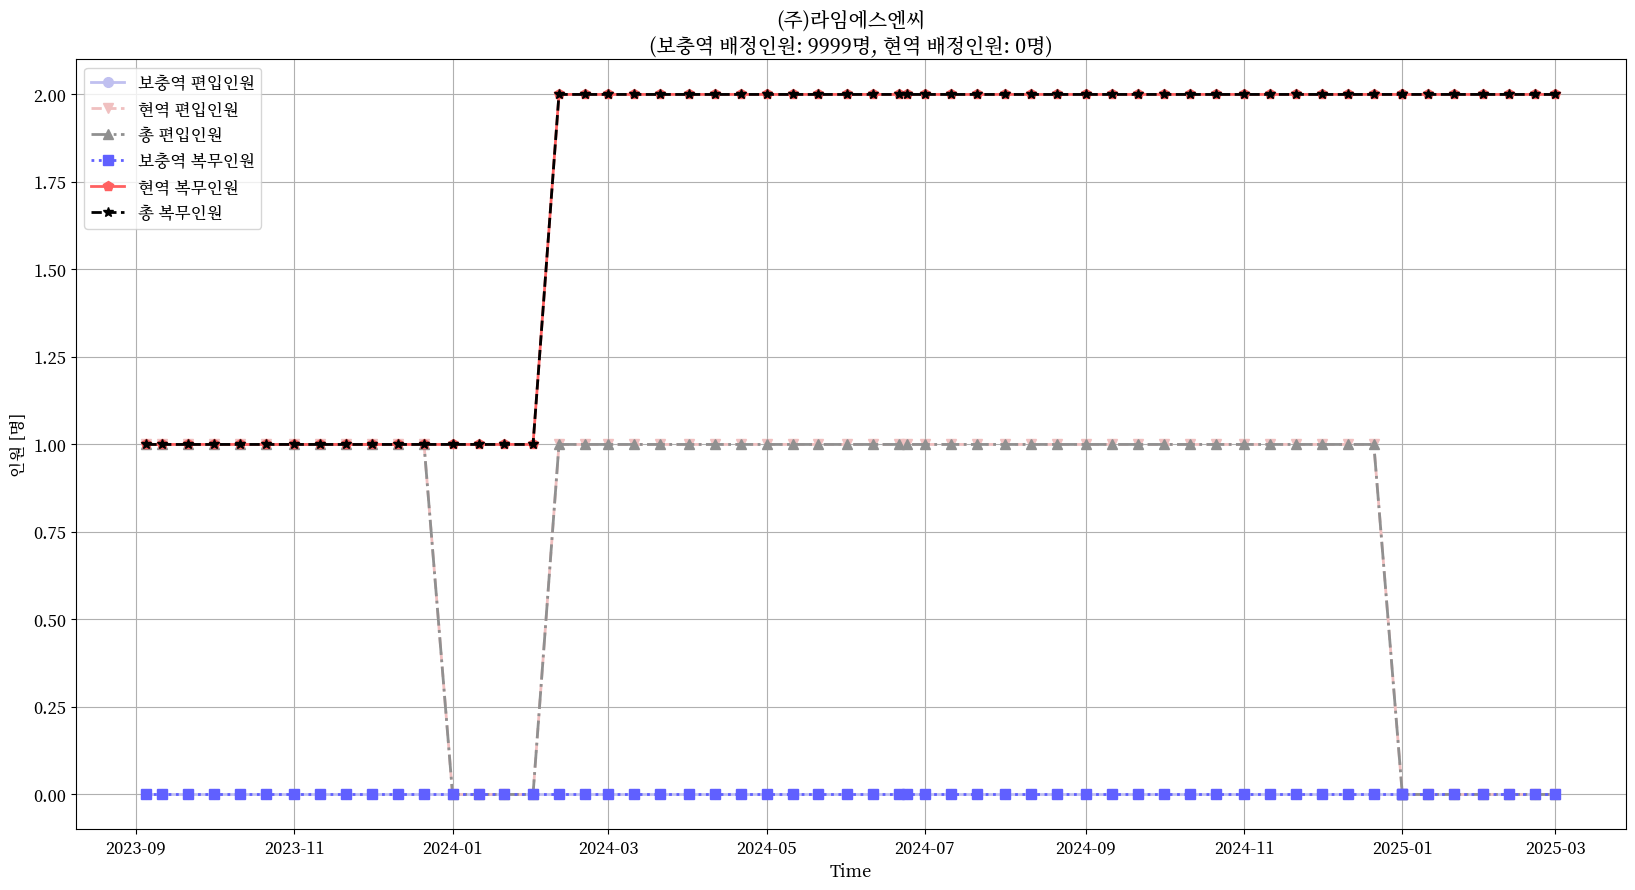 (주)라임에스엔씨
(보충역 배정인원: 9999명, 현역 배정인원: 0명)
보충역 편입인원
현역 편입인원
총 편입인원
보충역 복무인원
현역 복무인원
총 복무인원
인원 [명]
2.00
1.75
1.50
1.25
1.00
0.75
0.50
0.25
0.00
2023-09 2023-11 2024-01 2024-03 2024-05 2024-07 2024-09 2024-11 2025-01 2025-03
Time